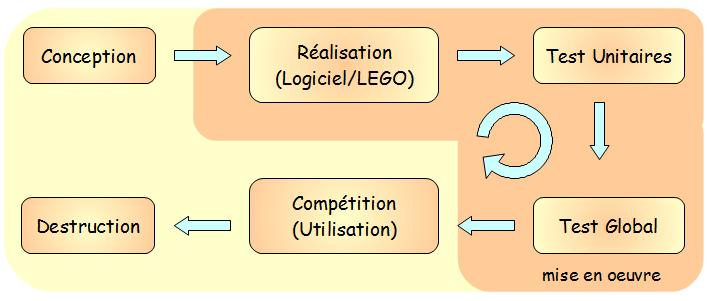 Conception
Réalisation
(Logiciel/LEGO)
Test Unitaires
Test Global
mise en oeuvre
Compétition
(Utilisation)
Destruction